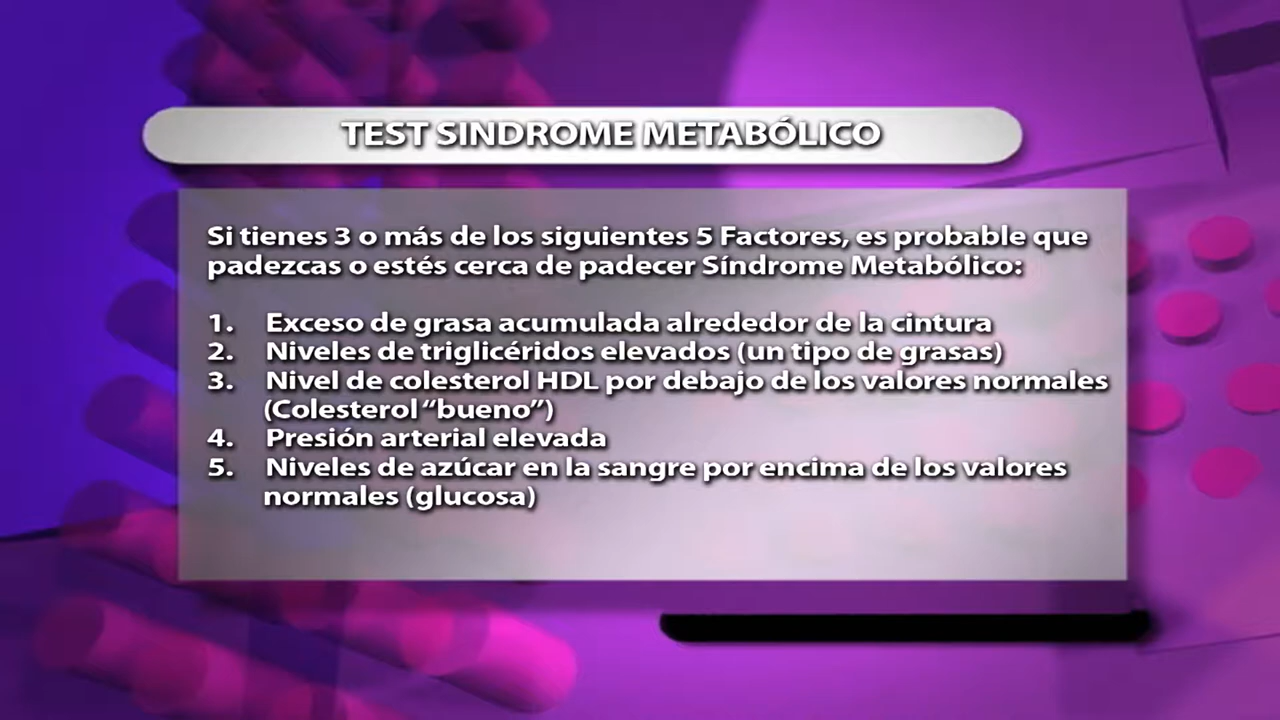 TEST SINDROME METABÓLICO
Si tienes 3 o más de los siguientes 5 Factores, es probable que
padezcas o estés cerca de padecer Síndrome Metabólico:
1. Exceso de grasa acumulada alrededor de la cintura
2. Niveles de triglicéridos elevados (un tipo de grasas)
3. Nivel de colesterol HDL por debajo de los valores normales
(Colesterol “bueno”)
4. Presión arterial elevada
5. Niveles de azúcar en la sangre por encima de los valores
normales (glucosa)